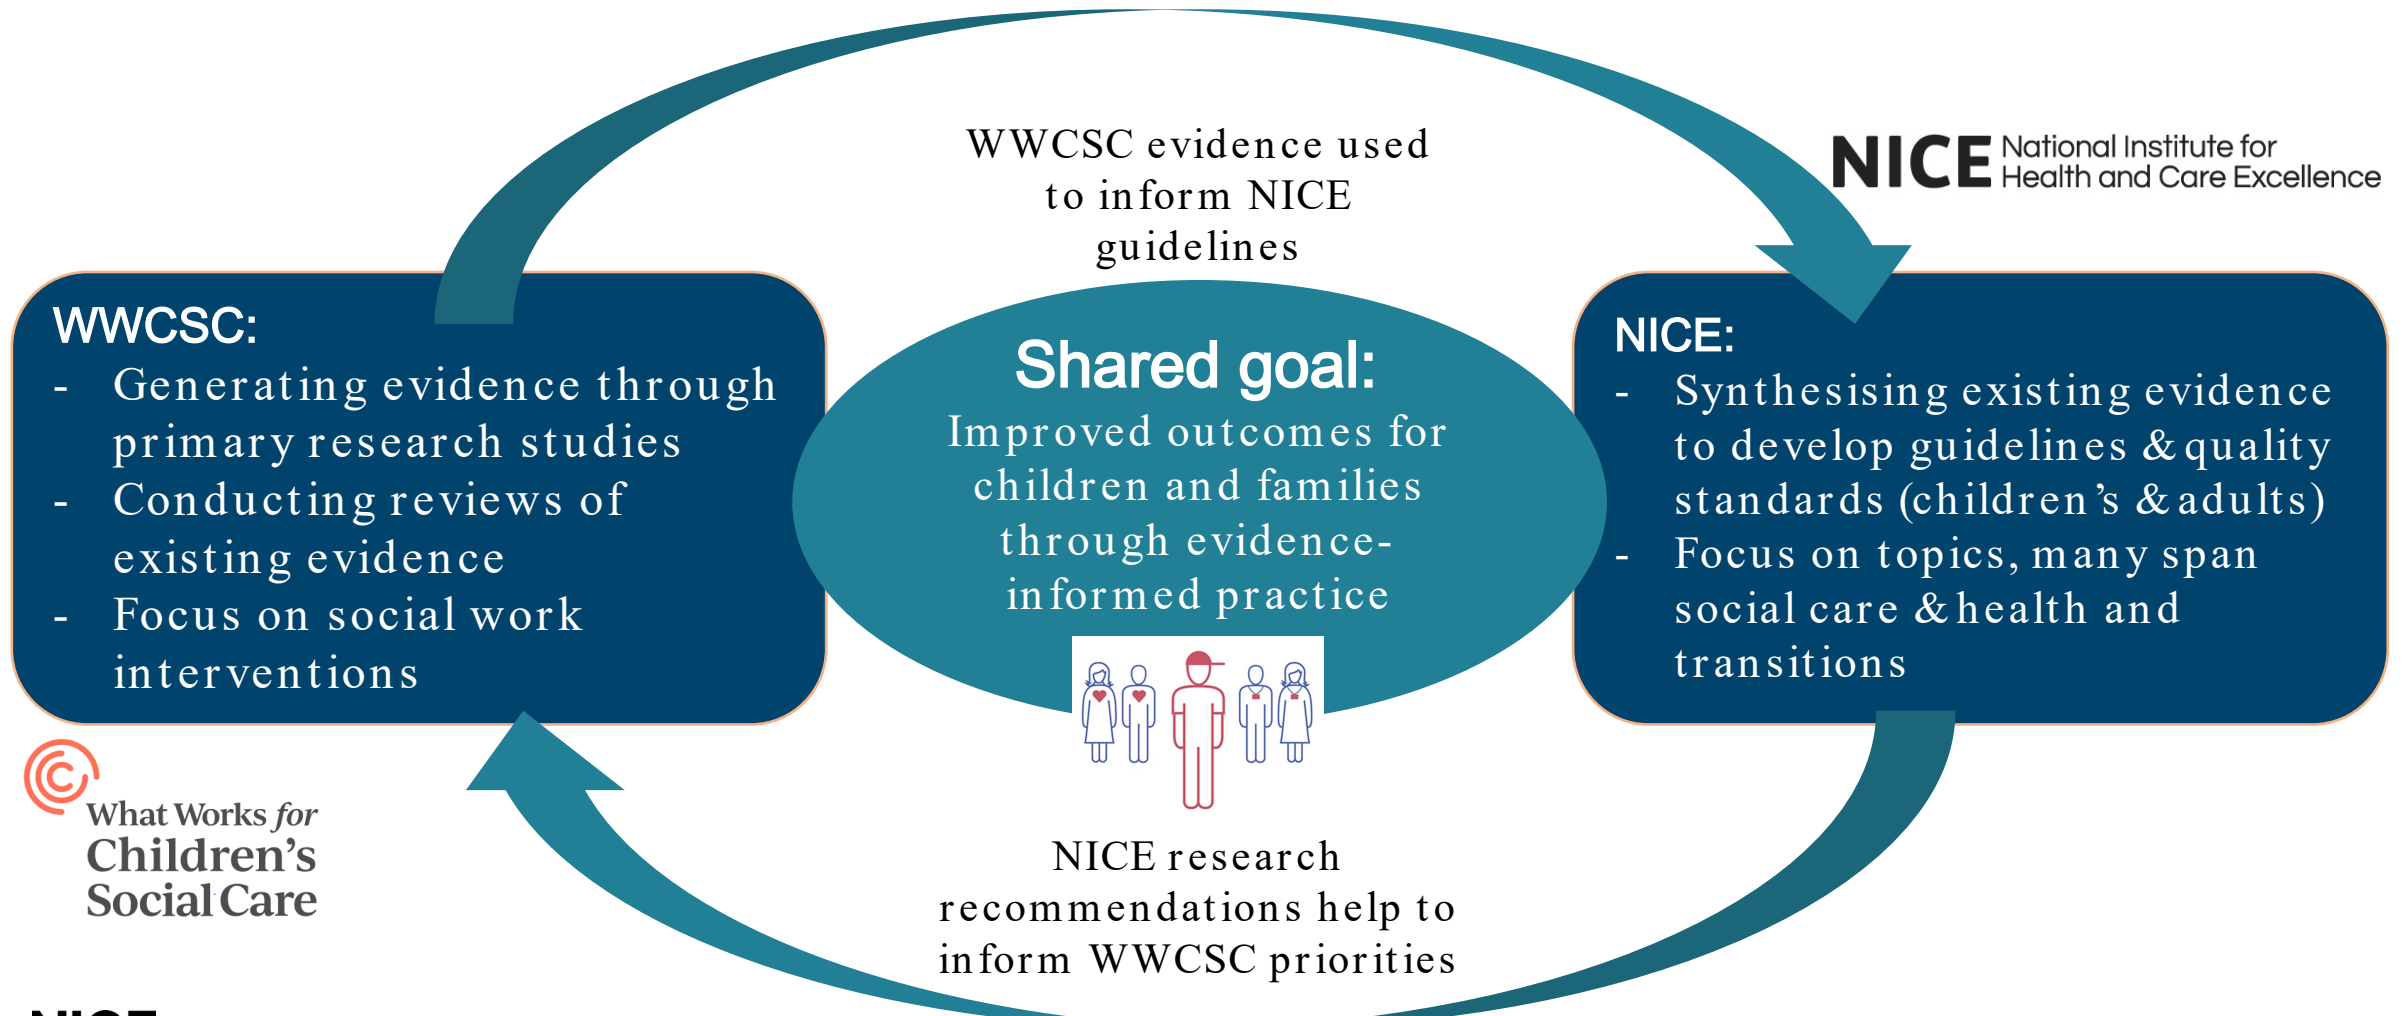 WWCSC evidence used
to inform NICE
guidelines
NICE National Institute for
Health and Care Excellence
WWCSC:
- Generating evidence through
primary research studies
- Conducting reviews of
existing evidence
- Focus on social work
interventions
Shared goal:
Improved outcomes for
children and families
through evidence-
informed practice
NICE:
- Synthesising existing evidence
to develop guidelines & quality
standards (children’s & adults)
- Focus on topics, many span
social care & health and
transitions
What Works for
Children’s
Social Care
NICE research
recommendations help to
inform WWCSC priorities
NICE